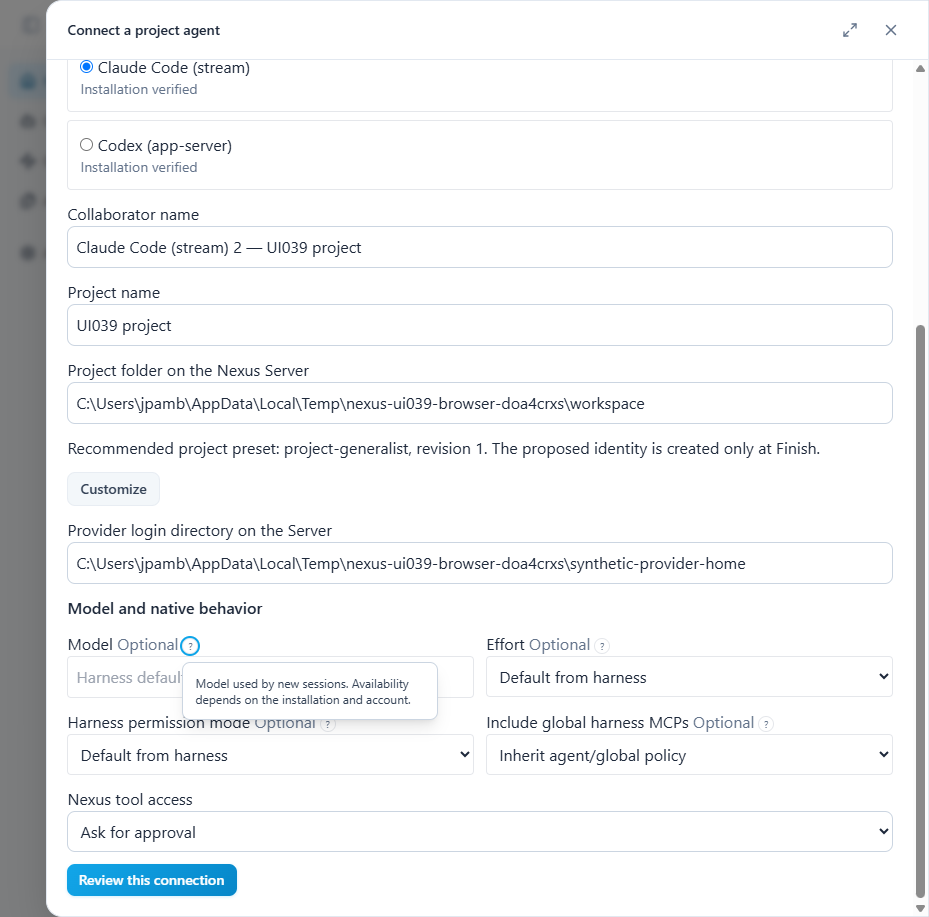 Connect a project agent
Claude Code (stream)
Installation verified
Codex (app-server)
Installation verified
Collaborator name
Claude Code (stream) 2 — UI039 project
Project name
UI039 project
Project folder on the Nexus Server
C:\Users\jpamb\AppData\Local\Temp\nexus-ui039-browser-doa4crxs\workspace
Recommended project preset: project-generalist, revision 1. The proposed identity is created only at Finish.
Customize
Provider login directory on the Server
C:\Users\jpamb\AppData\Local\Temp\nexus-ui039-browser-doa4crxs\synthetic-provider-home
Model and native behavior
Model Optional ?
Effort Optional ?
Harness defaul
Default from harness
Model used by new sessions. Availability
depends on the installation and account.
Harness permission mode Optional ?
Include global harness MCPs Optional ?
Default from harness
Inherit agent/global policy
Nexus tool access
Ask for approval
Review this connection